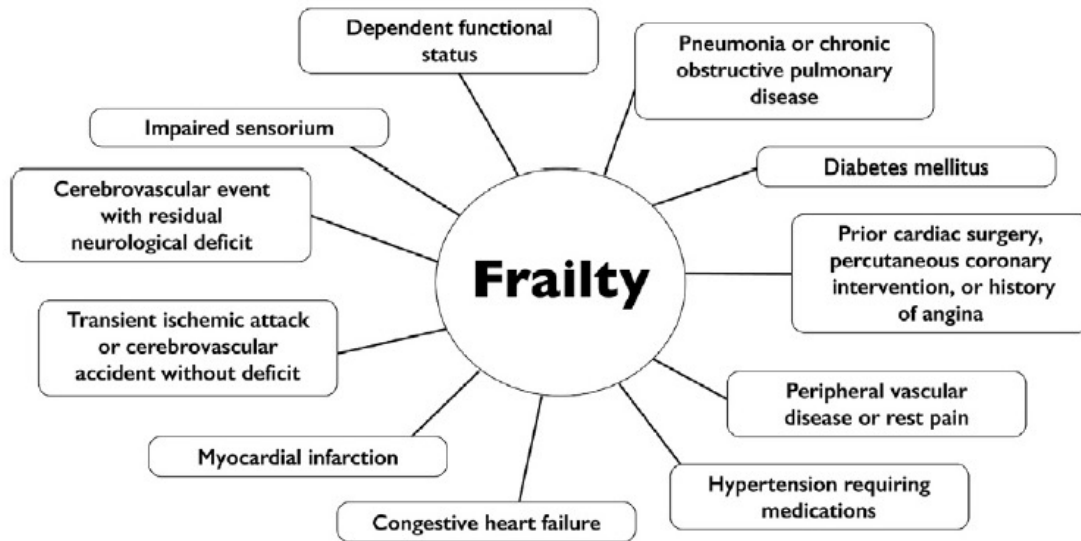 Dependent functional
status
Pneumonia or chronic
obstructive pulmonary
disease
Impaired sensorium
Diabetes mellitus
Cerebrovascular event
with residual
neurological deficit
Prior cardiac surgery,
percutaneous coronary
intervention, or history
of angina
Frailty
Transient ischemic attack
or cerebrovascular
accident without deficit
Peripheral vascular
disease or rest pain
Myocardial infarction
Hypertension requiring
medications
Congestive heart failure